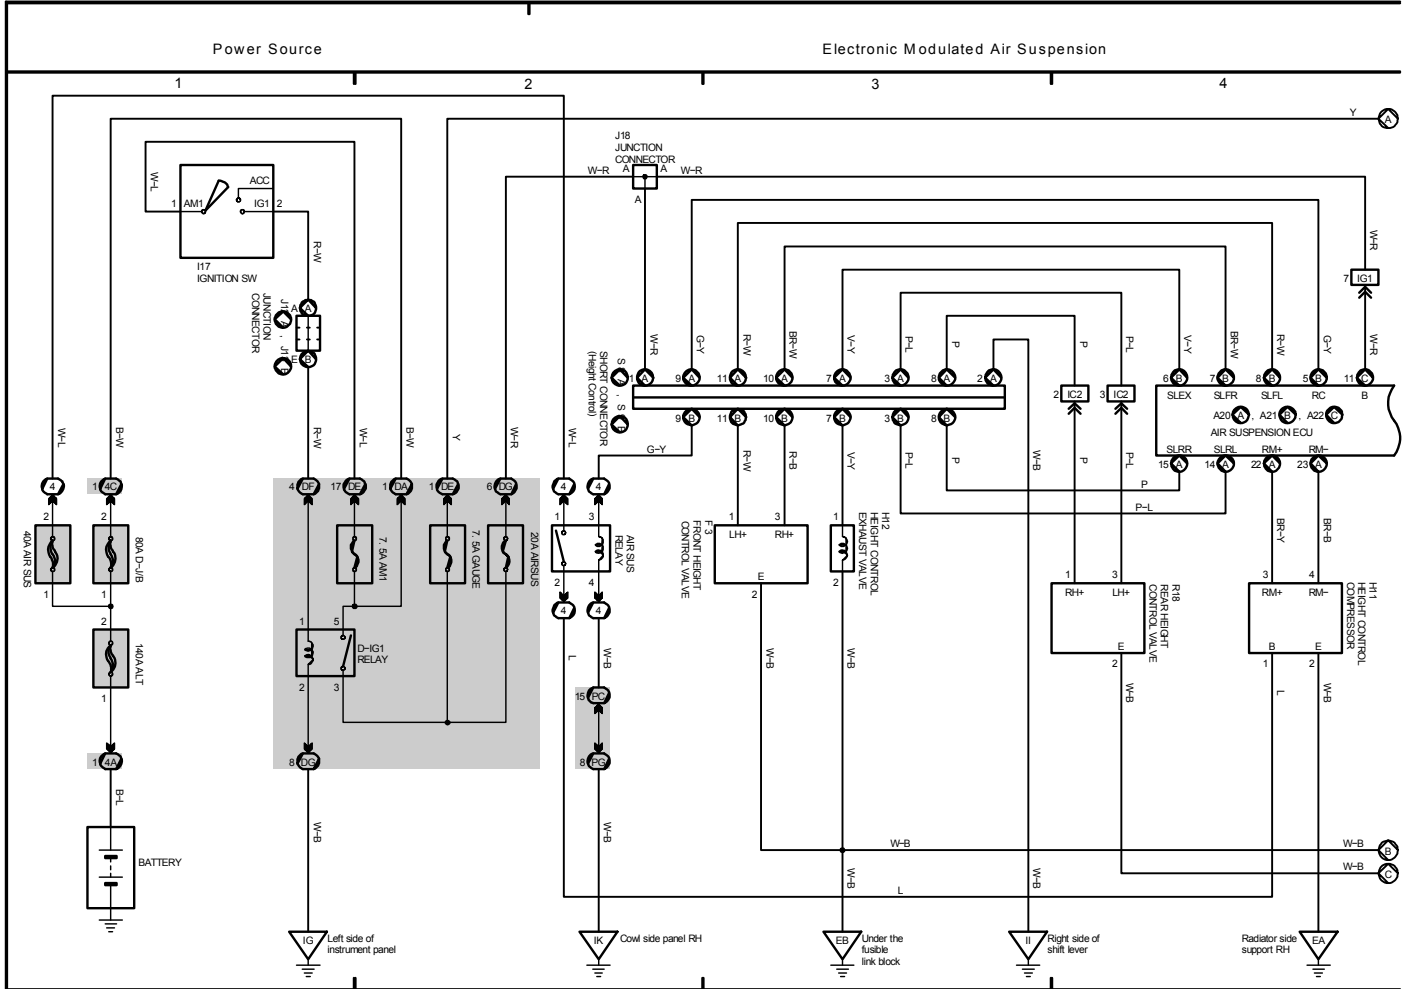 Power Source
Electronic Modulated Air Suspension
1
2
3
4
Y
A
J18
JUNCTION
CONNECTOR
W-R
A
A
W-R
A
W-L
ACC
1
AM1
IG1
2
I17
IGNITION SW
R-W
W-R
7
IG1
JUNCTION
CONNECTOR
A
A
A
E
B
B
W-R
G-Y
R-W
BR-W
V-Y
P-L
P
P
P-L
V-Y
BR-W
R-W
G-Y
W-R
SHORT CONNECTOR
(Height Control)
A
B
1
A
9
A
11
A
10
A
7
A
3
A
8
A
2
A
2
IC2
3
IC2
6
B
7
B
8
B
5
B
11
C
SLEX
SLFR
SLFL
RC
B
A20
A
, A21
B
, A22
C
AIR SUSPENSION ECU
SLRR
SLRL
RM+
RM-
9
B
11
B
10
B
7
B
3
B
8
B
15
A
14
A
22
A
23
A
W-L
B-W
R-W
W-L
B-W
Y
W-R
W-L
G-Y
R-W
R-B
V-Y
P-L
P
W-B
P
P-L
P
P-L
4
1
4C
4
DF
17
DE
1
DA
1
DE
6
DG
4
4
2
2
40A AIR SUS
80A D-J/B
1
1
7. 5A AM1
7. 5A GAUGE
20A AIRSUS
1
3
AIR SUS
RELAY
2
4
4
4
1
3
LH+
RH+
E
2
F 3
FRONT HEIGHT
CONTROL VALVE
1
2
H12
HEIGHT CONTROL
EXHAUST VALVE
BR-Y
BR-B
1
3
RH+
LH+
E
2
R18
REAR HEIGHT
CONTROL VALVE
3
4
RM+
RM-
B
E
1
2
H11
HEIGHT CONTROL
COMPRESSOR
2
140A ALT
1
1
5
D-IG1
RELAY
2
3
L
W-B
W-B
W-B
W-B
L
W-B
15
PC
8
PG
1
4A
8
DG
B-L
W-B
W-B
W-B
W-B
B
W-B
C
W-B
W-B
L
BATTERY
IG
Left side of
instrument panel
IK
Cowl side panel RH
EB
Under the
fusible
link block
II
Right side of
shift lever
Radiator side
support RH
EA